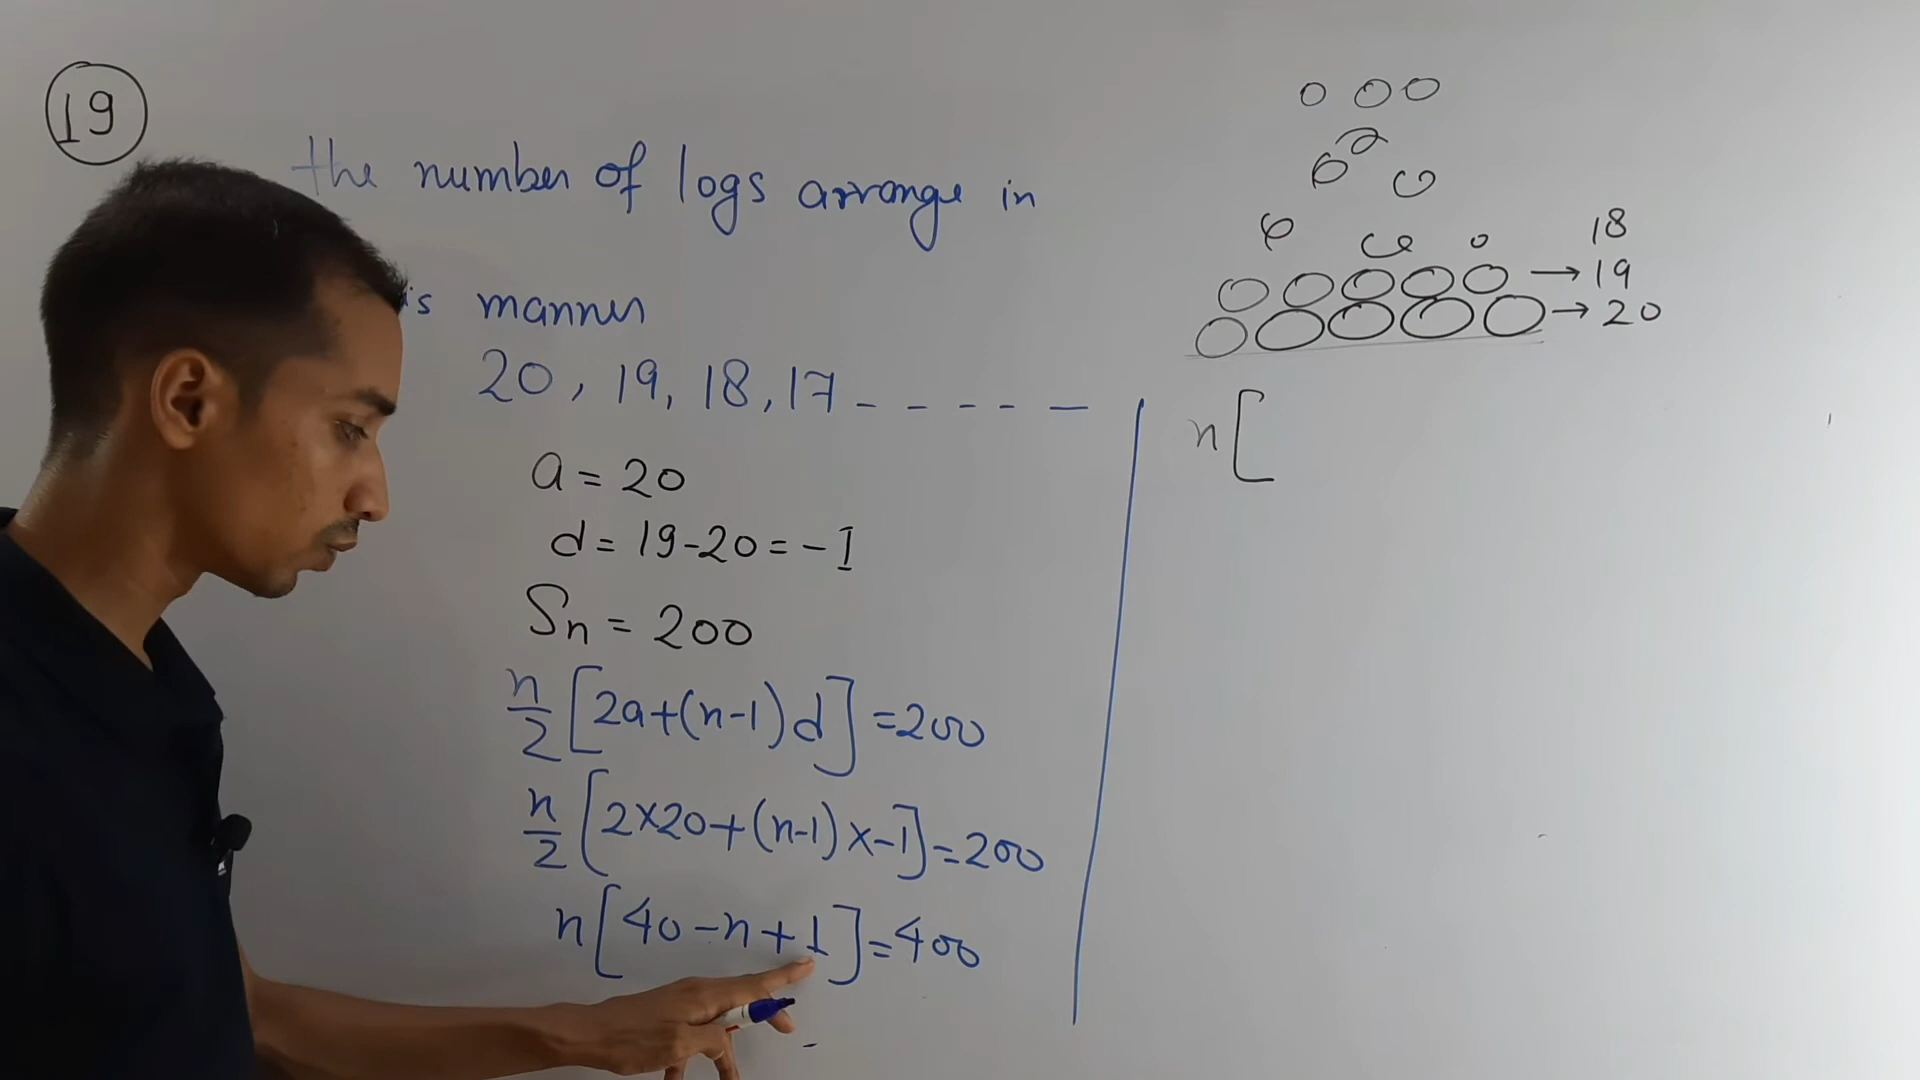 19
the number of logs arrange in
is manner
20, 19, 18, 17 - - - - -
a = 20
d = 19-20 = -1
Sn = 200
n/2 [2a+(n-1)d] = 200
n/2 [2×20+(n-1)×-1] = 200
n[40-n+1] = 400
18
→ 19
→ 20
n[